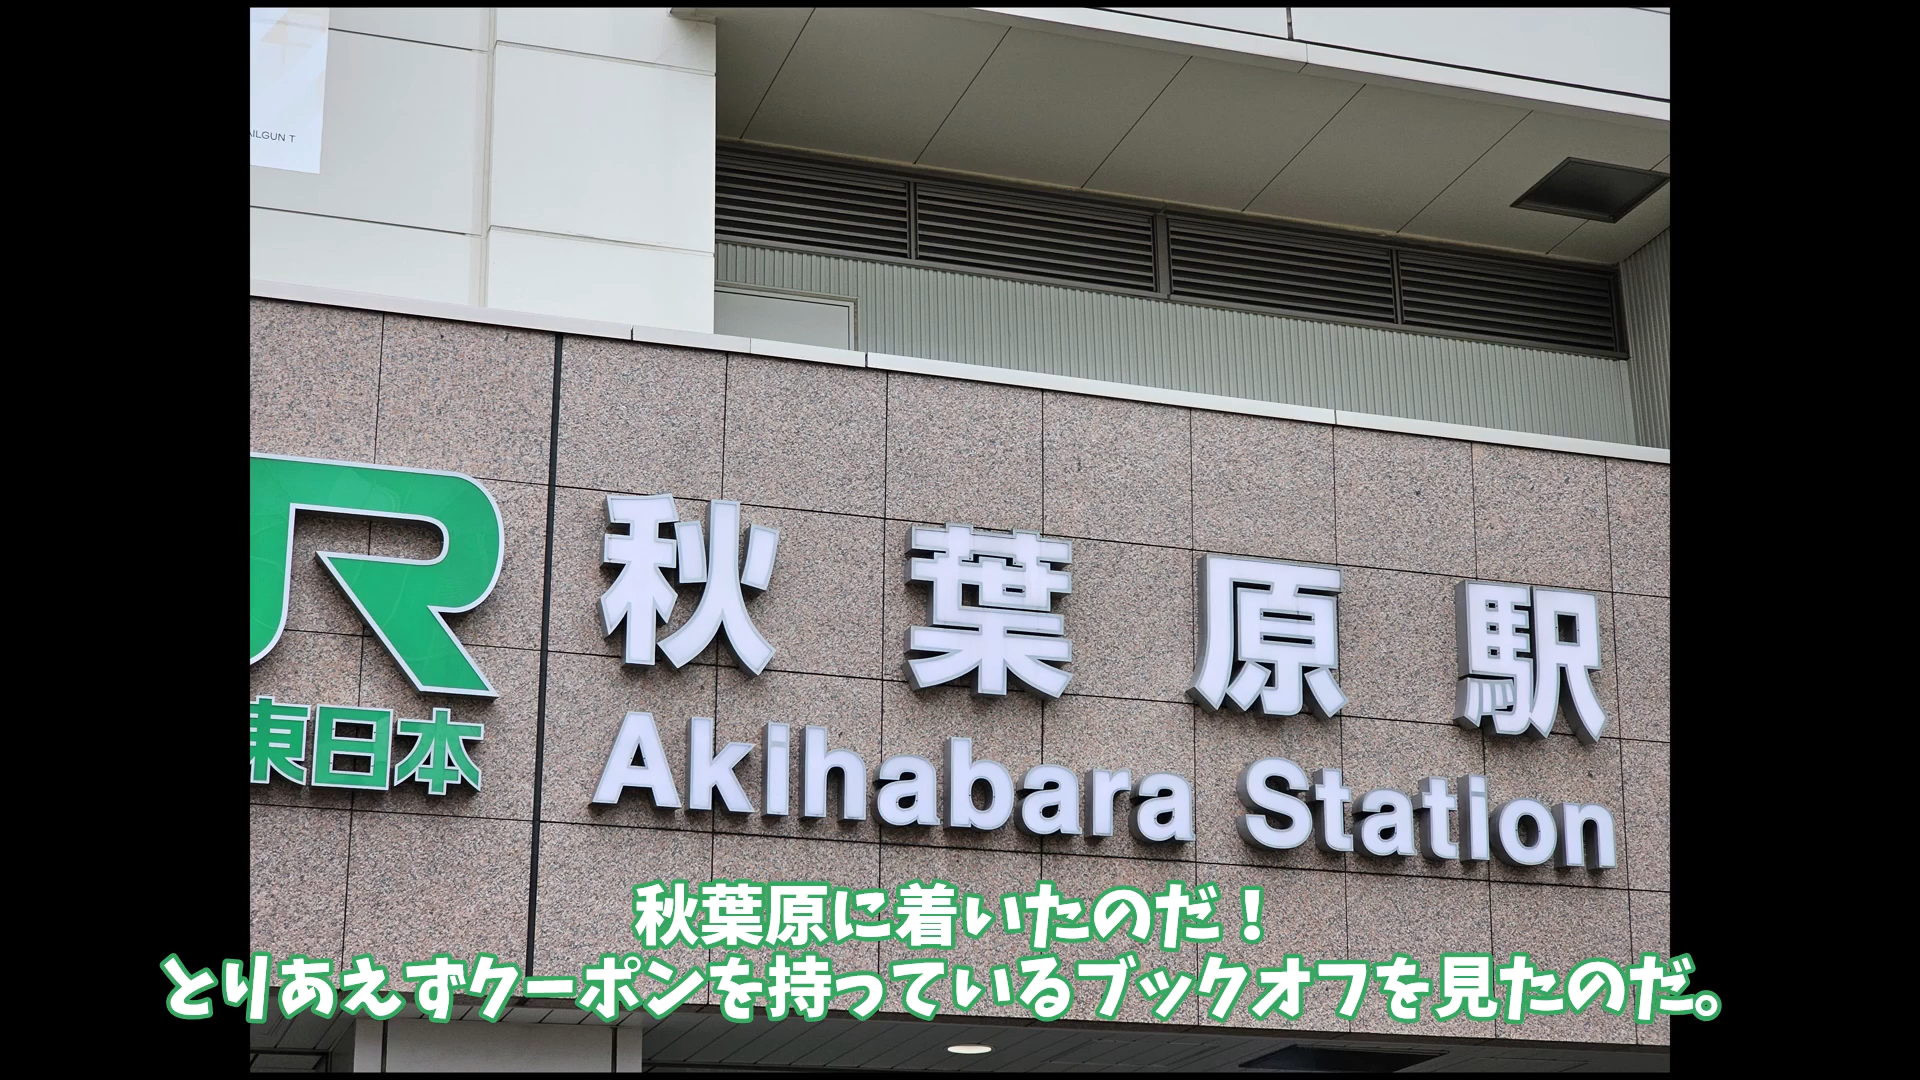 AILGUN T
JR
東日本
秋葉原駅
Akihabara Station
秋葉原に着いたのだ！
とりあえずクーポンを持っているブックオフを見たのだ。